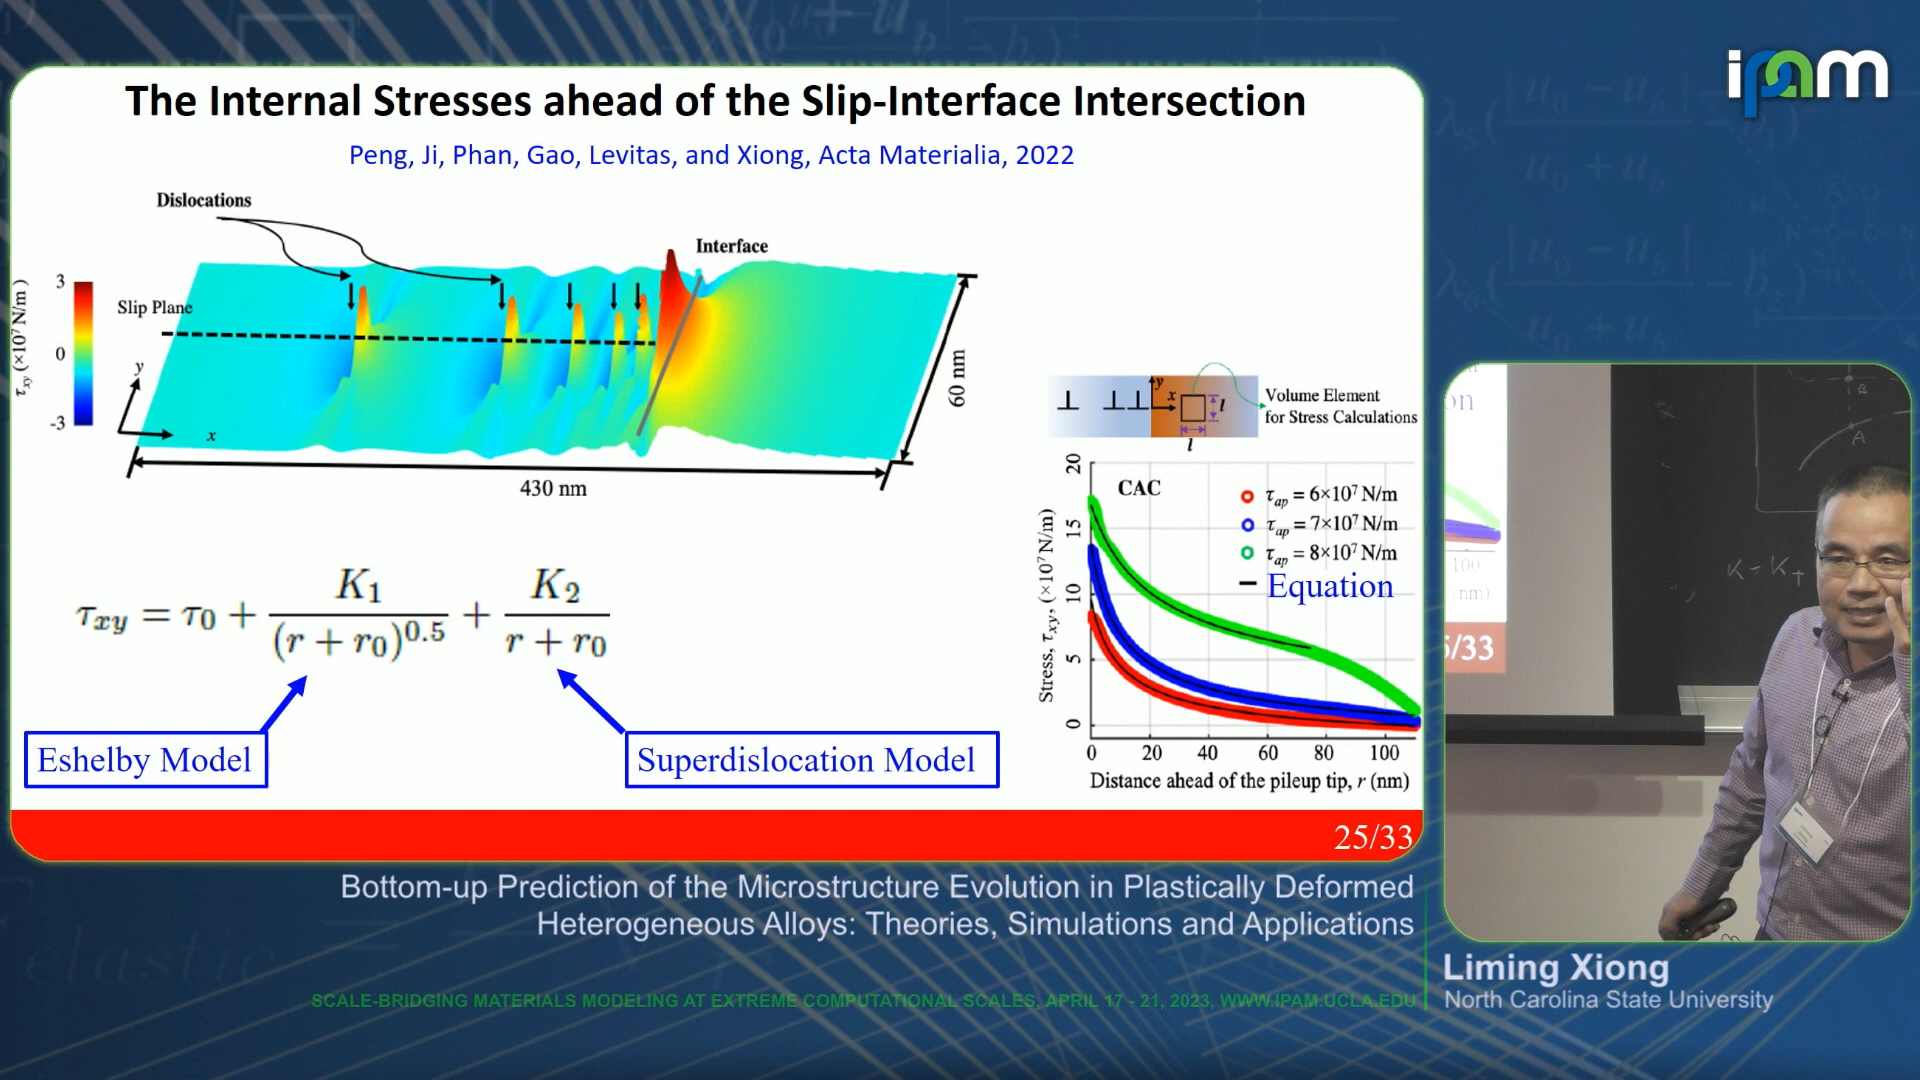 ipam
The Internal Stresses ahead of the Slip-Interface Intersection
Peng, Ji, Phan, Gao, Levitas, and Xiong, Acta Materialia, 2022
Dislocations
Interface
Slip Plane
τxy (×10⁷ N/m)
3
0
-3
y
x
60 nm
430 nm
y
x
l
l
Volume Element
for Stress Calculations
τxy = τ0 + K1/(r + r0)^0.5 + K2/(r + r0)
Eshelby Model
Superdislocation Model
CAC
τap = 6×10⁷ N/m
τap = 7×10⁷ N/m
τap = 8×10⁷ N/m
Equation
Stress, τxy, (×10⁷ N/m)
20
15
10
5
0
0 20 40 60 80 100
Distance ahead of the pileup tip, r (nm)
25/33
on
100
(nm)
5/33
Bottom-up Prediction of the Microstructure Evolution in Plastically Deformed
Heterogeneous Alloys: Theories, Simulations and Applications
Liming Xiong
North Carolina State University
SCALE-BRIDGING MATERIALS MODELING AT EXTREME COMPUTATIONAL SCALES, APRIL 17 - 21, 2023, WWW.IPAM.UCLA.EDU
elastic